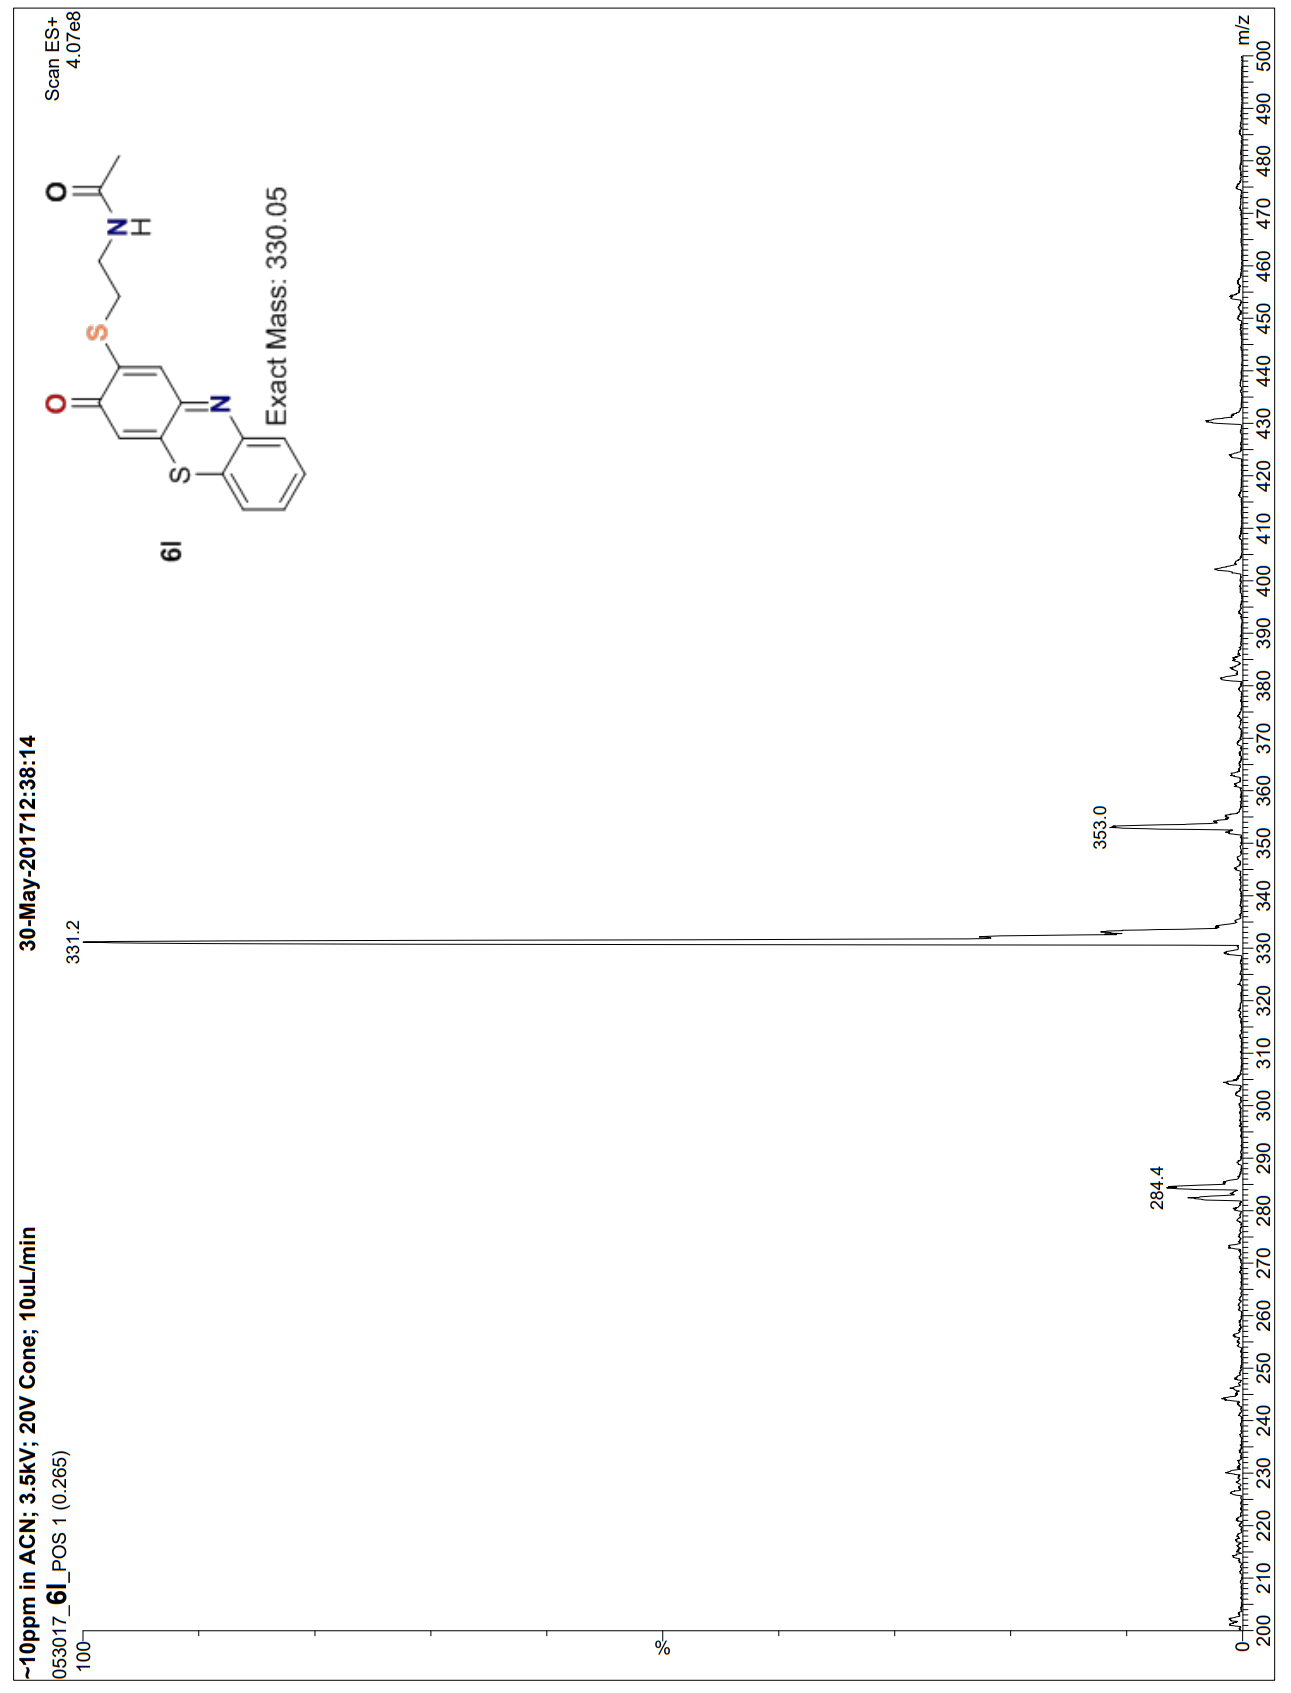 ~10ppm in ACN; 3.5kV; 20V Cone; 10uL/min 30-May-201712:38:14
053017_6l_POS 1 (0.265) Scan ES+
4.07e8
100
%
0
331.2
353.0
284.4
6l
O
S
N
H
O
S
N
Exact Mass: 330.05
200 210 220 230 240 250 260 270 280 290 300 310 320 330 340 350 360 370 380 390 400 410 420 430 440 450 460 470 480 490 500
m/z